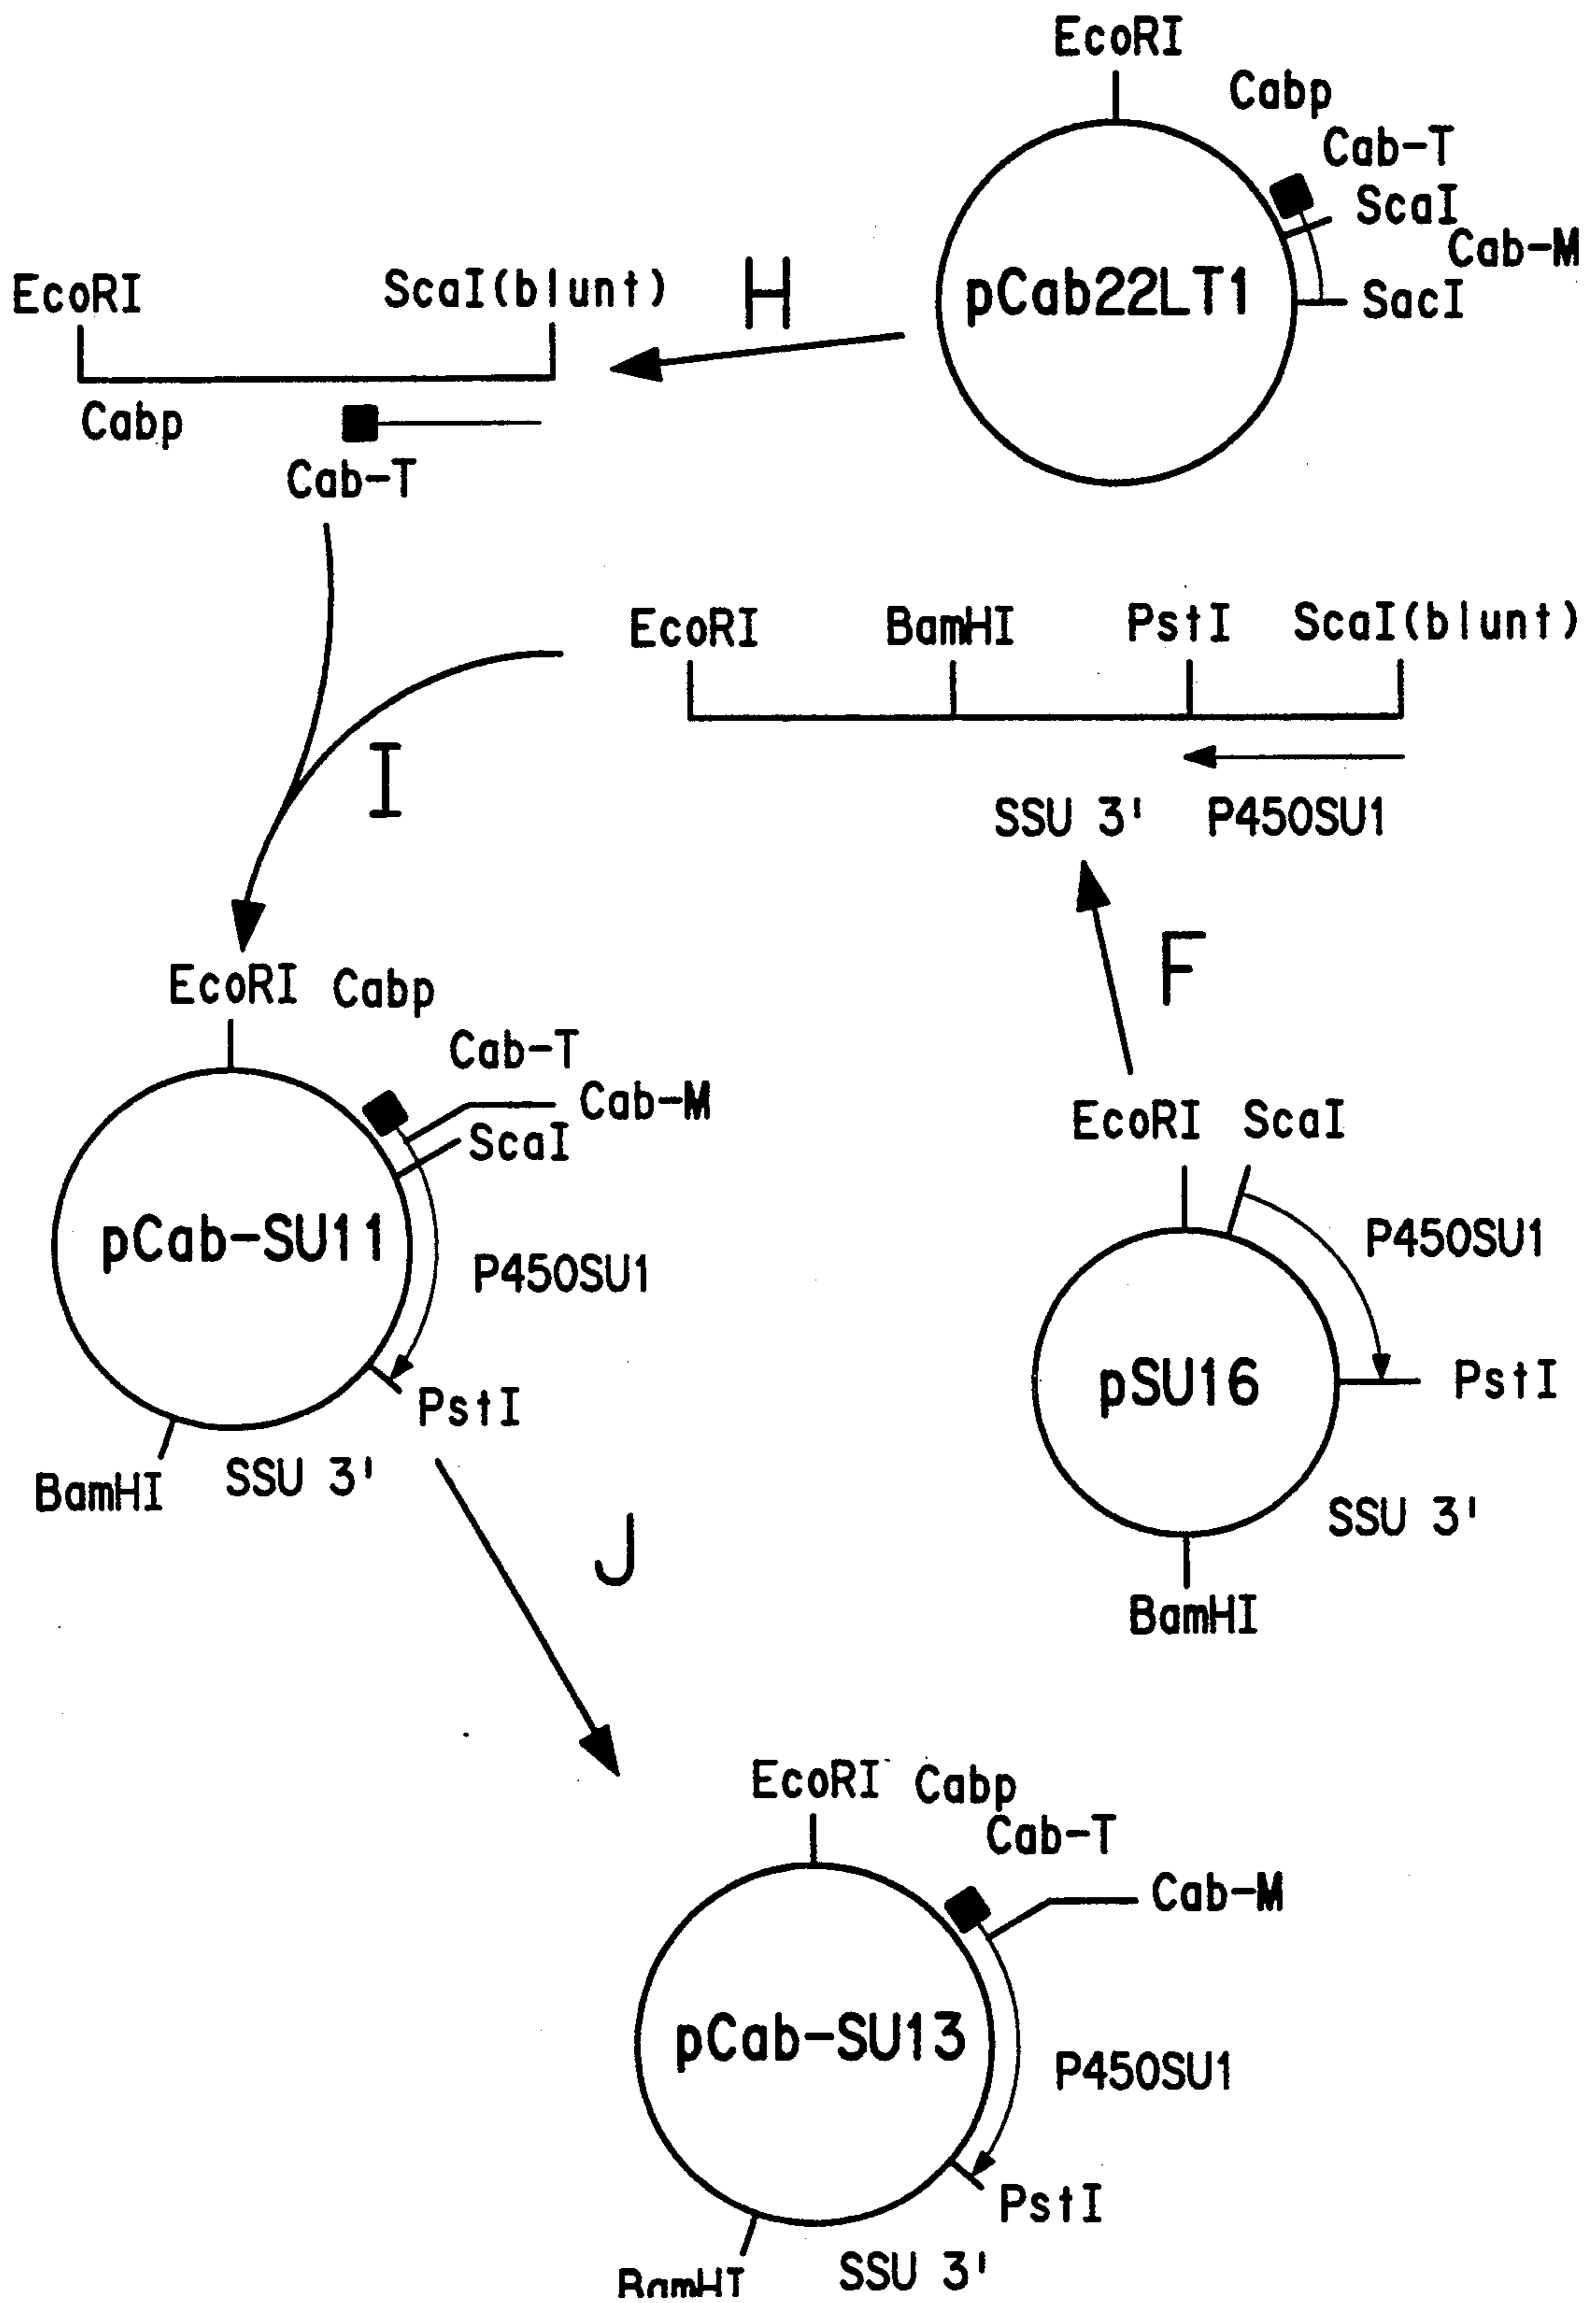 EcoRI
Cabp
Cab-T
ScaI
Cab-M
pCab22LT1
SacI
EcoRI
ScaI(blunt)
H
Cabp
Cab-T
EcoRI
BamHI
PstI
ScaI(blunt)
I
SSU 3'
P450SU1
F
EcoRI
Cabp
Cab-T
Cab-M
ScaI
pCab-SU11
P450SU1
PstI
BamHI
SSU 3'
EcoRI
ScaI
P450SU1
pSU16
PstI
SSU 3'
BamHI
J
EcoRI
Cabp
Cab-T
Cab-M
pCab-SU13
P450SU1
PstI
BamHI
SSU 3'